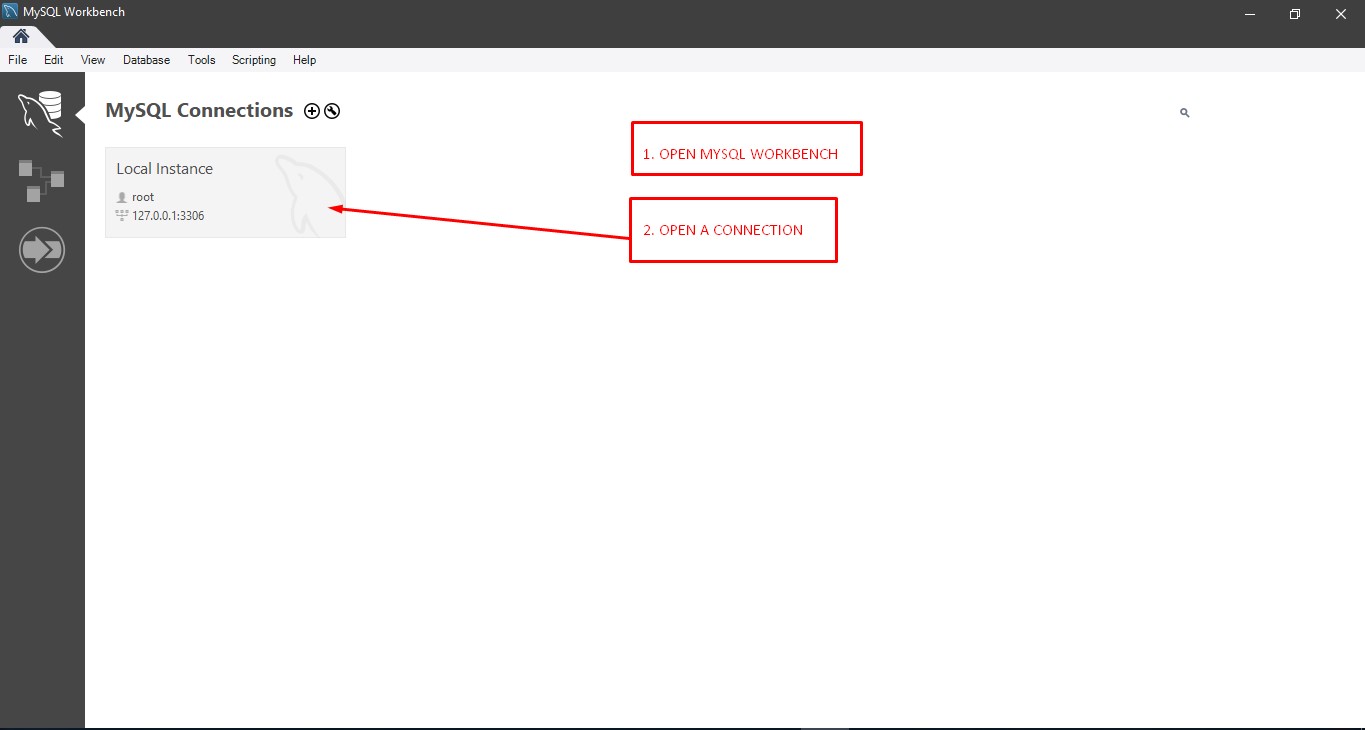 MySQL Workbench
File Edit View Database Tools Scripting Help
MySQL Connections
1. OPEN MYSQL WORKBENCH
Local Instance
root
127.0.0.1:3306
2. OPEN A CONNECTION